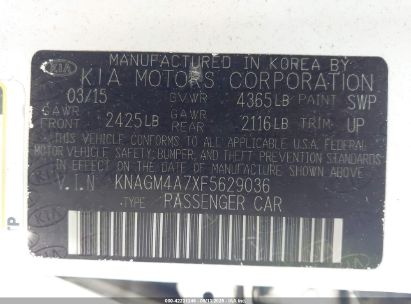 MANUFACTURED IN KOREA BY
KIA KIA MOTORS CORPORATION
03/15 GVWR 4365LB PAINT SWP
GAWR FRONT 2425LB GAWR REAR 2116LB TRIM UP
THIS VEHICLE CONFORMS TO ALL APPLICABLE U.S.A. FEDERAL
MOTOR VEHICLE SAFETY, BUMPER, AND THEFT PREVENTION STANDARDS
IN EFFECT ON THE DATE OF MANUFACTURE SHOWN ABOVE.
V.I.N KNAGM4A7XF5629036
TYPE: PASSENGER CAR